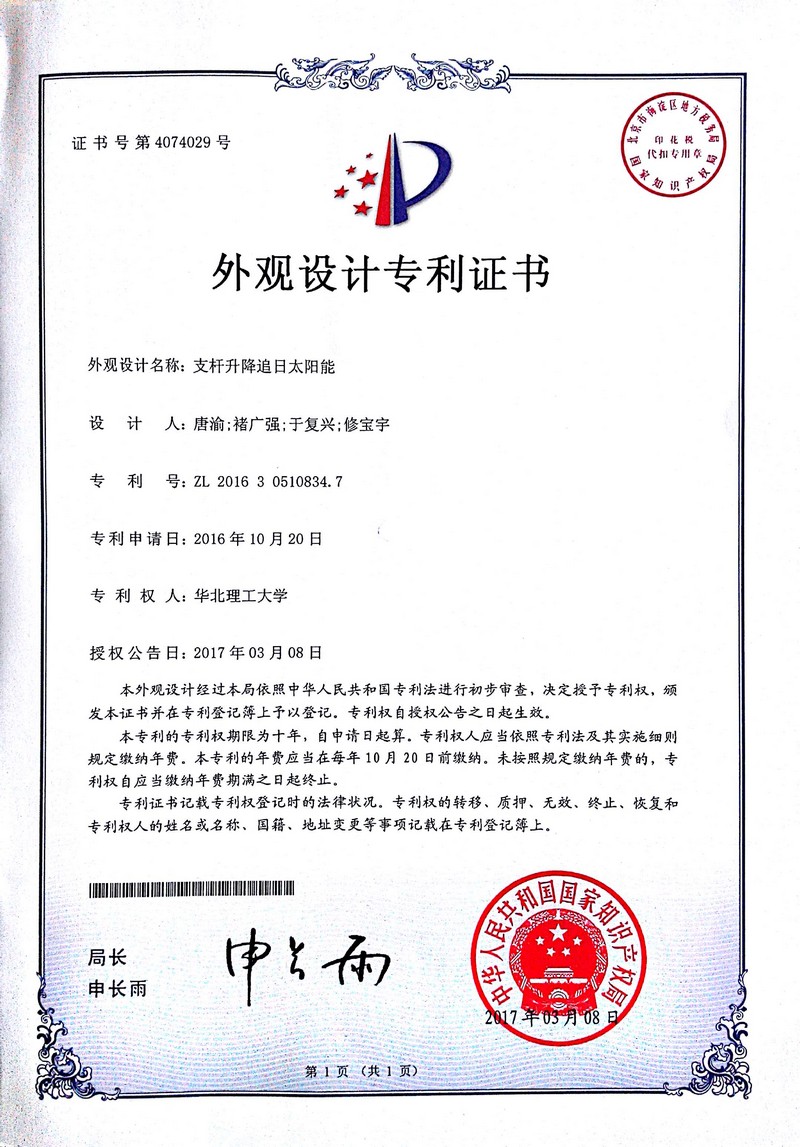 证书号第4074029号
北京市海淀区地方税务局
印花税
代扣专用章
国家知识产权局
外观设计专利证书
外观设计名称：支杆升降追日太阳能
设计人：唐渝;褚广强;于复兴;修宝宇
专利号：ZL 2016 3 0510834.7
专利申请日：2016年10月20日
专利权人：华北理工大学
授权公告日：2017年03月08日
本外观设计经过本局依照中华人民共和国专利法进行初步审查，决定授予专利权，颁
发本证书并在专利登记簿上予以登记。专利权自授权公告之日起生效。
本专利的专利权期限为十年，自申请日起算。专利权人应当依照专利法及其实施细则
规定缴纳年费。本专利的年费应当在每年10月20日前缴纳。未按照规定缴纳年费的，专
利权自应当缴纳年费期满之日起终止。
专利证书记载专利权登记时的法律状况。专利权的转移、质押、无效、终止、恢复和
专利权人的姓名或名称、国籍、地址变更等事项记载在专利登记簿上。
局长
申长雨
申长雨
中华人民共和国国家知识产权局
2017年03月08日
第1页（共1页）